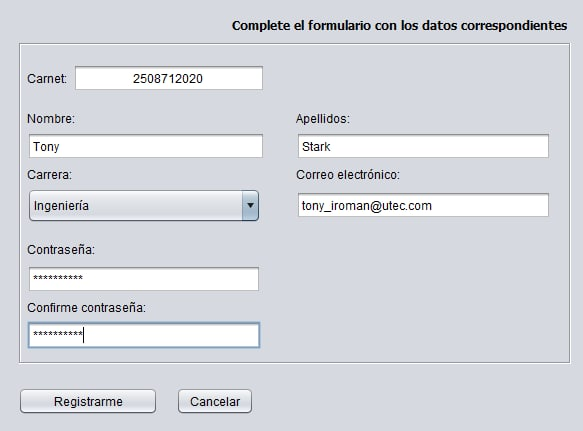 Complete el formulario con los datos correspondientes
Carnet: 2508712020
Nombre: Apellidos:
Tony Stark
Carrera: Correo electrónico:
Ingeniería tony_iroman@utec.com
Contraseña:
**********
Confirme contraseña:
**********
Registrarme Cancelar